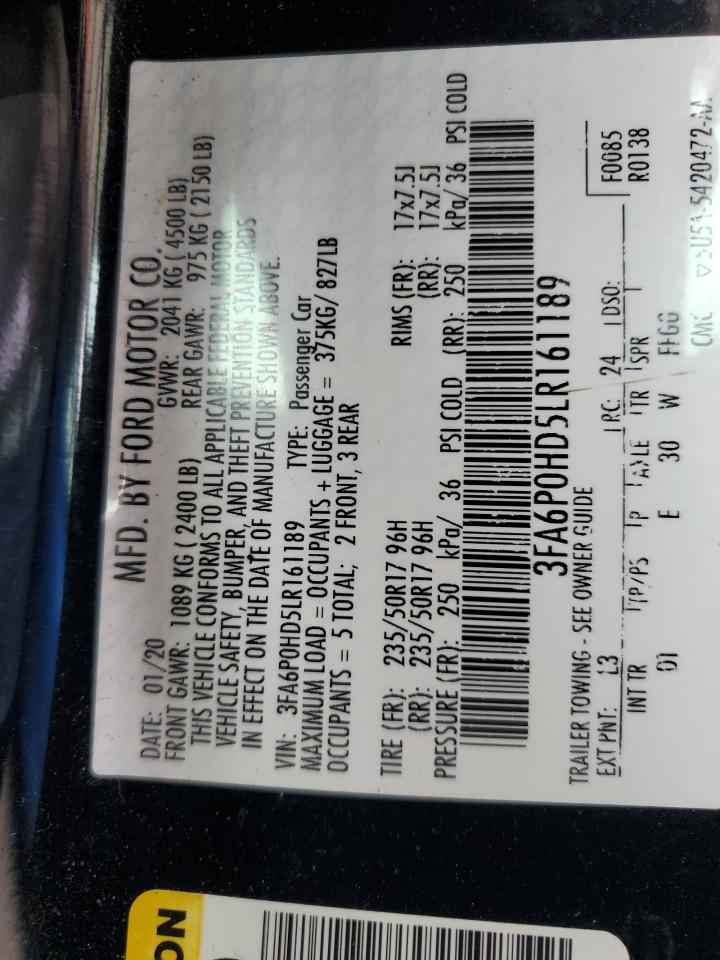 MFD. BY FORD MOTOR CO.
DATE: 01/20 GVWR: 2041 KG ( 4500 LB)
FRONT GAWR: 1089 KG ( 2400 LB) REAR GAWR: 975 KG ( 2150 LB)
THIS VEHICLE CONFORMS TO ALL APPLICABLE FEDERAL MOTOR
VEHICLE SAFETY, BUMPER, AND THEFT PREVENTION STANDARDS
IN EFFECT ON THE DATE OF MANUFACTURE SHOWN ABOVE.
VIN: 3FA6P0HD5LR161189 TYPE: Passenger Car
MAXIMUM LOAD = OCCUPANTS + LUGGAGE = 375KG/ 827LB
OCCUPANTS = 5 TOTAL; 2 FRONT, 3 REAR
TIRE (FR): 235/50R17 96H RIMS (FR): 17x7.5J
(RR): 235/50R17 96H (RR): 17x7.5J
PRESSURE (FR): 250 kPa/ 36 PSI COLD (RR): 250 kPa/ 36 PSI COLD
3FA6P0HD5LR161189
TRAILER TOWING - SEE OWNER GUIDE
F0085
EXT PNT: L3 RC: 24 DSO: R0138
INT TR TP/PS P AXLE TR SPR
DI E 30 W FFGG
5U5A-5420472-AA
ON